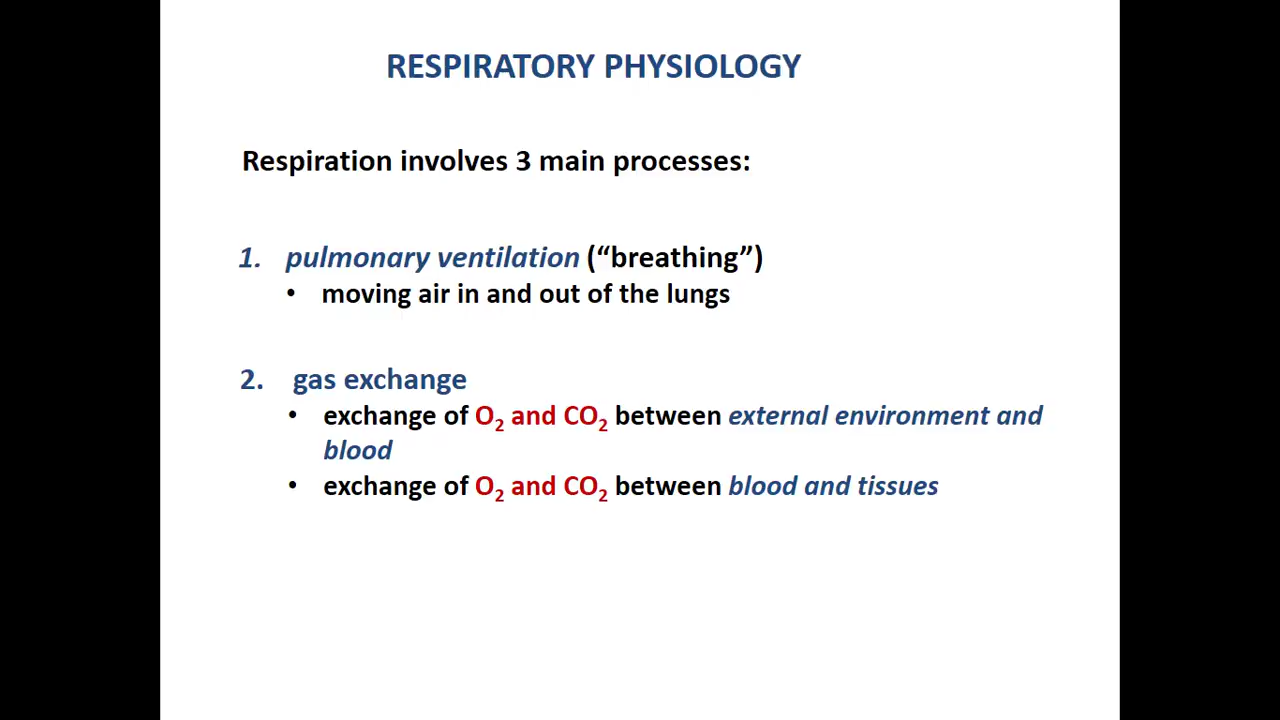 RESPIRATORY PHYSIOLOGY
Respiration involves 3 main processes:
1. pulmonary ventilation (“breathing”)
• moving air in and out of the lungs
2. gas exchange
• exchange of O₂ and CO₂ between external environment and
blood
• exchange of O₂ and CO₂ between blood and tissues